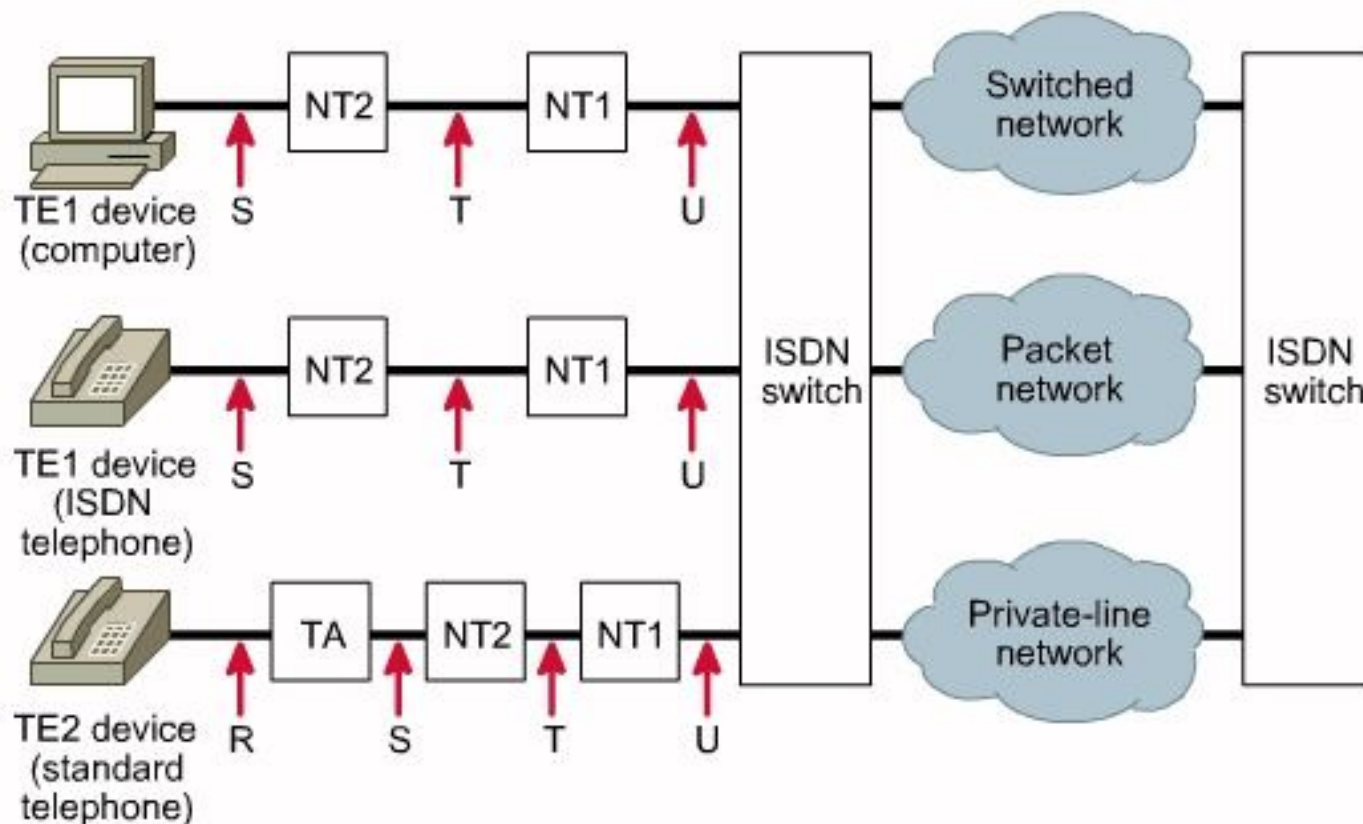 NT2
NT1
Switched
network
TE1 device
(computer)
S
T
U
NT2
NT1
ISDN
switch
Packet
network
ISDN
switch
TE1 device
(ISDN
telephone)
S
T
U
TA
NT2
NT1
Private-line
network
TE2 device
(standard
telephone)
R
S
T
U